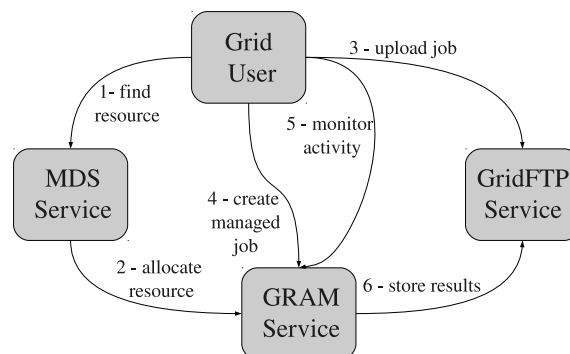 Grid
User
3 - upload job
1- find
resource
5 - monitor
activity
MDS
Service
GridFTP
Service
4 - create
managed
job
2 - allocate
resource
GRAM
Service
6 - store results